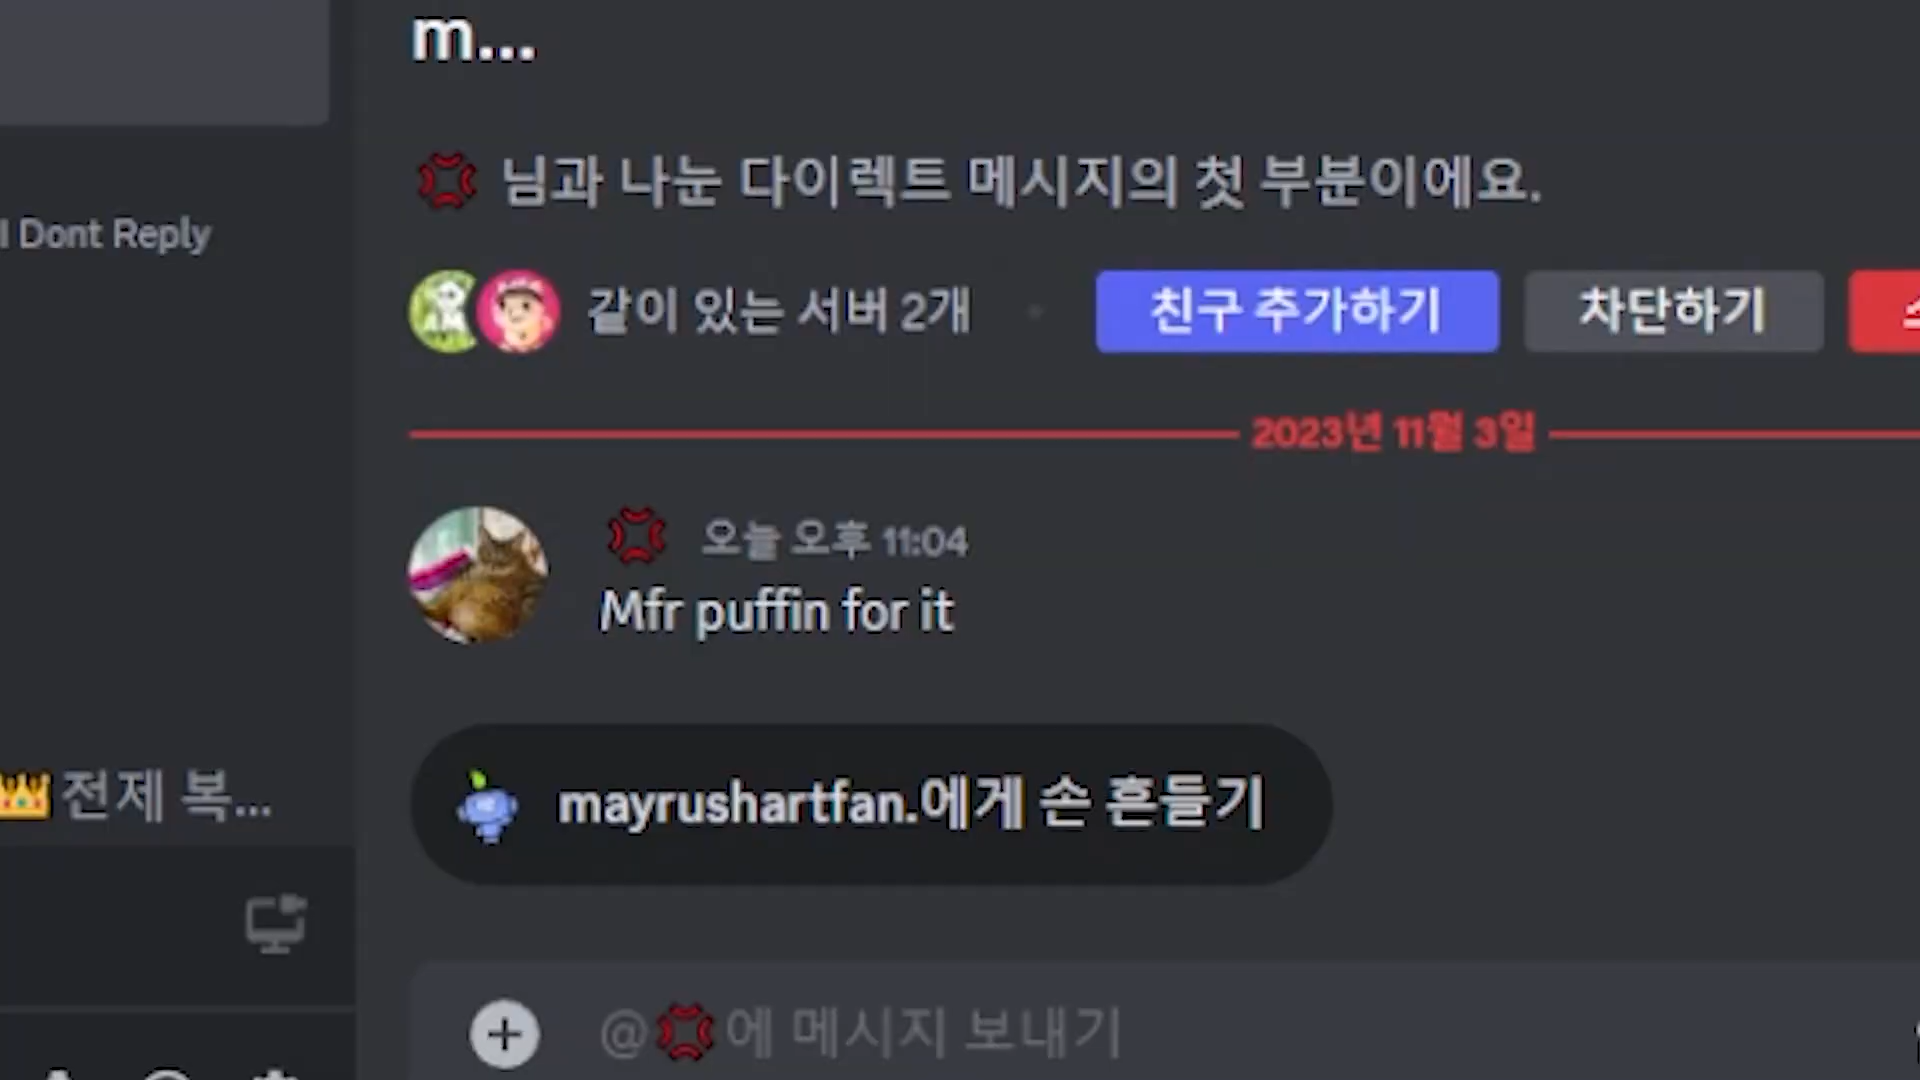 m...
💢 님과 나눈 다이렉트 메시지의 첫 부분이에요.
I Dont Reply
같이 있는 서버 2개 • 친구 추가하기 차단하기
2023년 11월 3일
💢 오늘 오후 11:04
Mfr puffin for it
mayrushartfan.에게 손 흔들기
👑전제 복...
@💢에 메시지 보내기